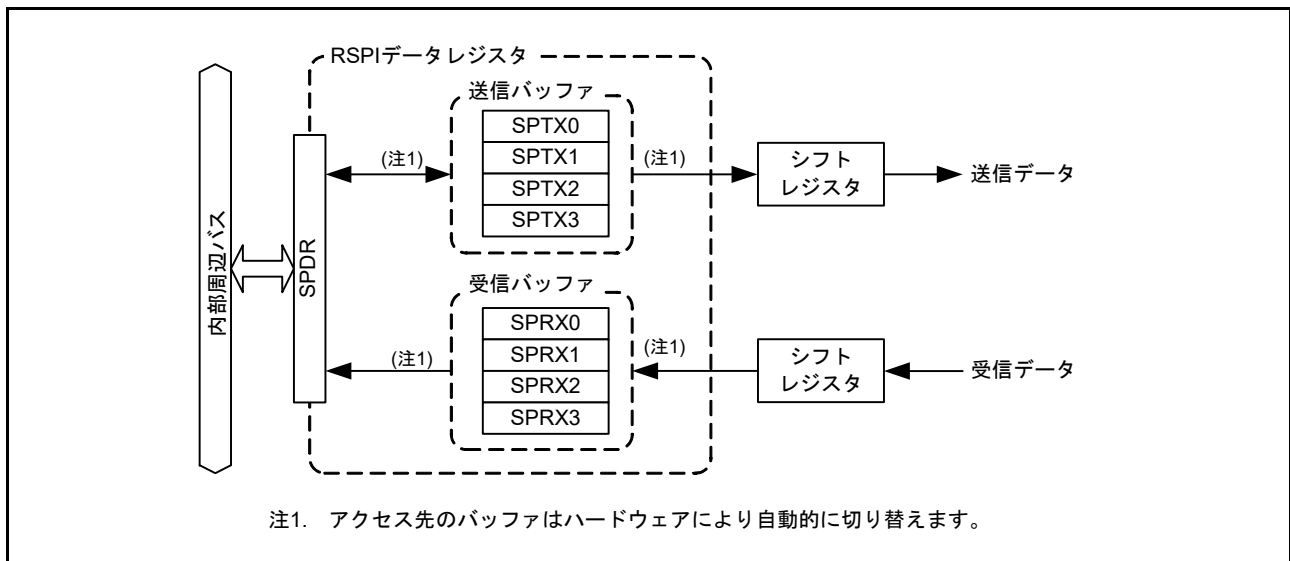 RSPIデータレジスタ
送信バッファ
SPTX0
SPTX1
SPTX2
SPTX3
(注1)
(注1)
シフト
レジスタ
送信データ
内部周辺バス
SPDR
受信バッファ
SPRX0
SPRX1
SPRX2
SPRX3
(注1)
(注1)
シフト
レジスタ
受信データ
注1. アクセス先のバッファはハードウェアにより自動的に切り替えます。